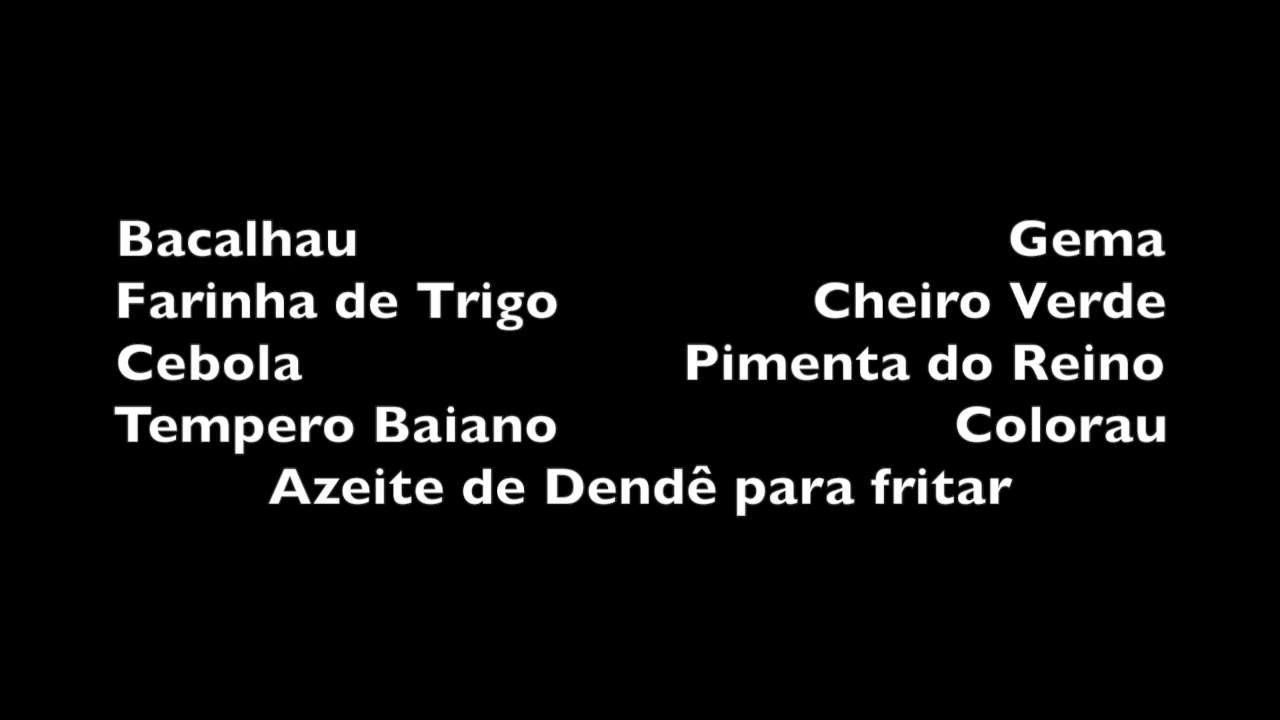 Bacalhau Gema
Farinha de Trigo Cheiro Verde
Cebola Pimenta do Reino
Tempero Baiano Colorau
Azeite de Dendê para fritar